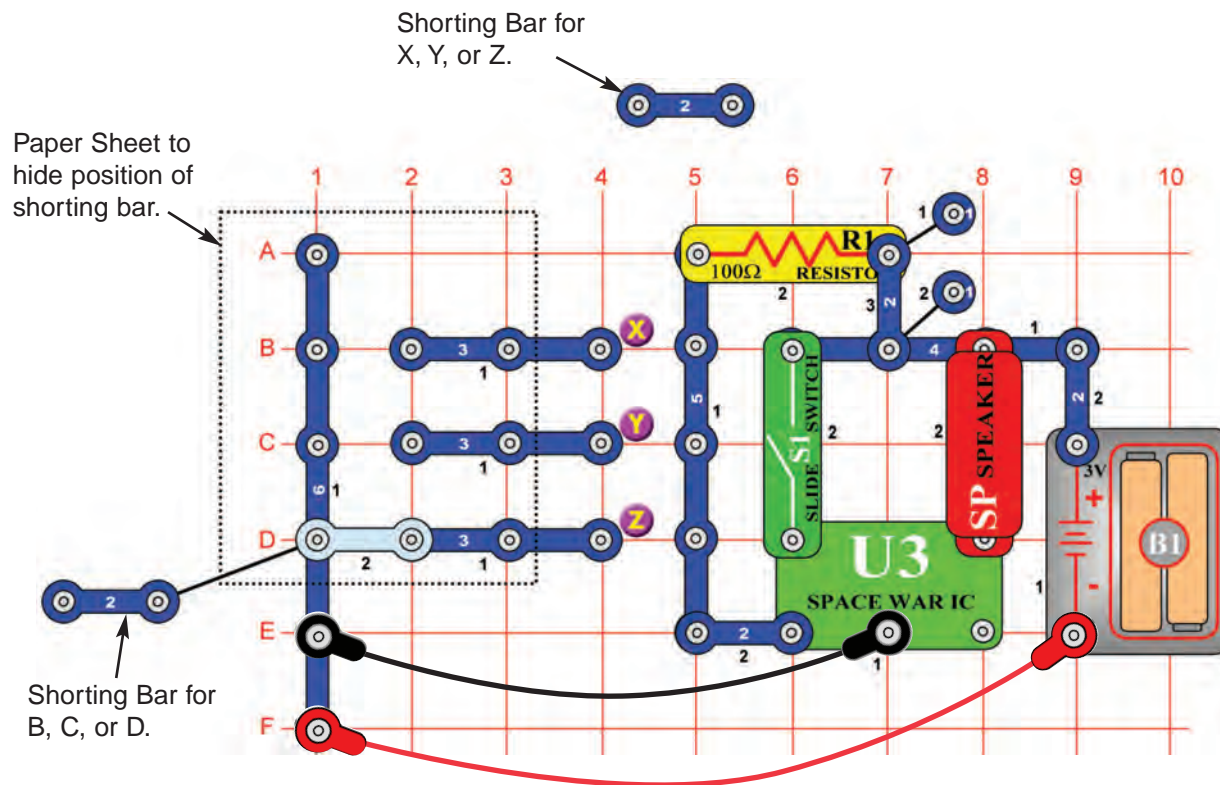 Shorting Bar for
X, Y, or Z.
2
Paper Sheet to
hide position of
shorting bar.
1 2 3 4 5 6 7 8 9 10
A
R1
100Ω
RESISTO
2
3
2
1
1
2
1
B
3
1
X
4
1
C
3
1
Y
5
1
S1
SLIDE SWITCH
2
2
SP SPEAKER
2
2
3V
+
-
B1
1
6
1
D
2
3
1
Z
U3
SPACE WAR IC
2
E
2
2
1
Shorting Bar for
B, C, or D.
F